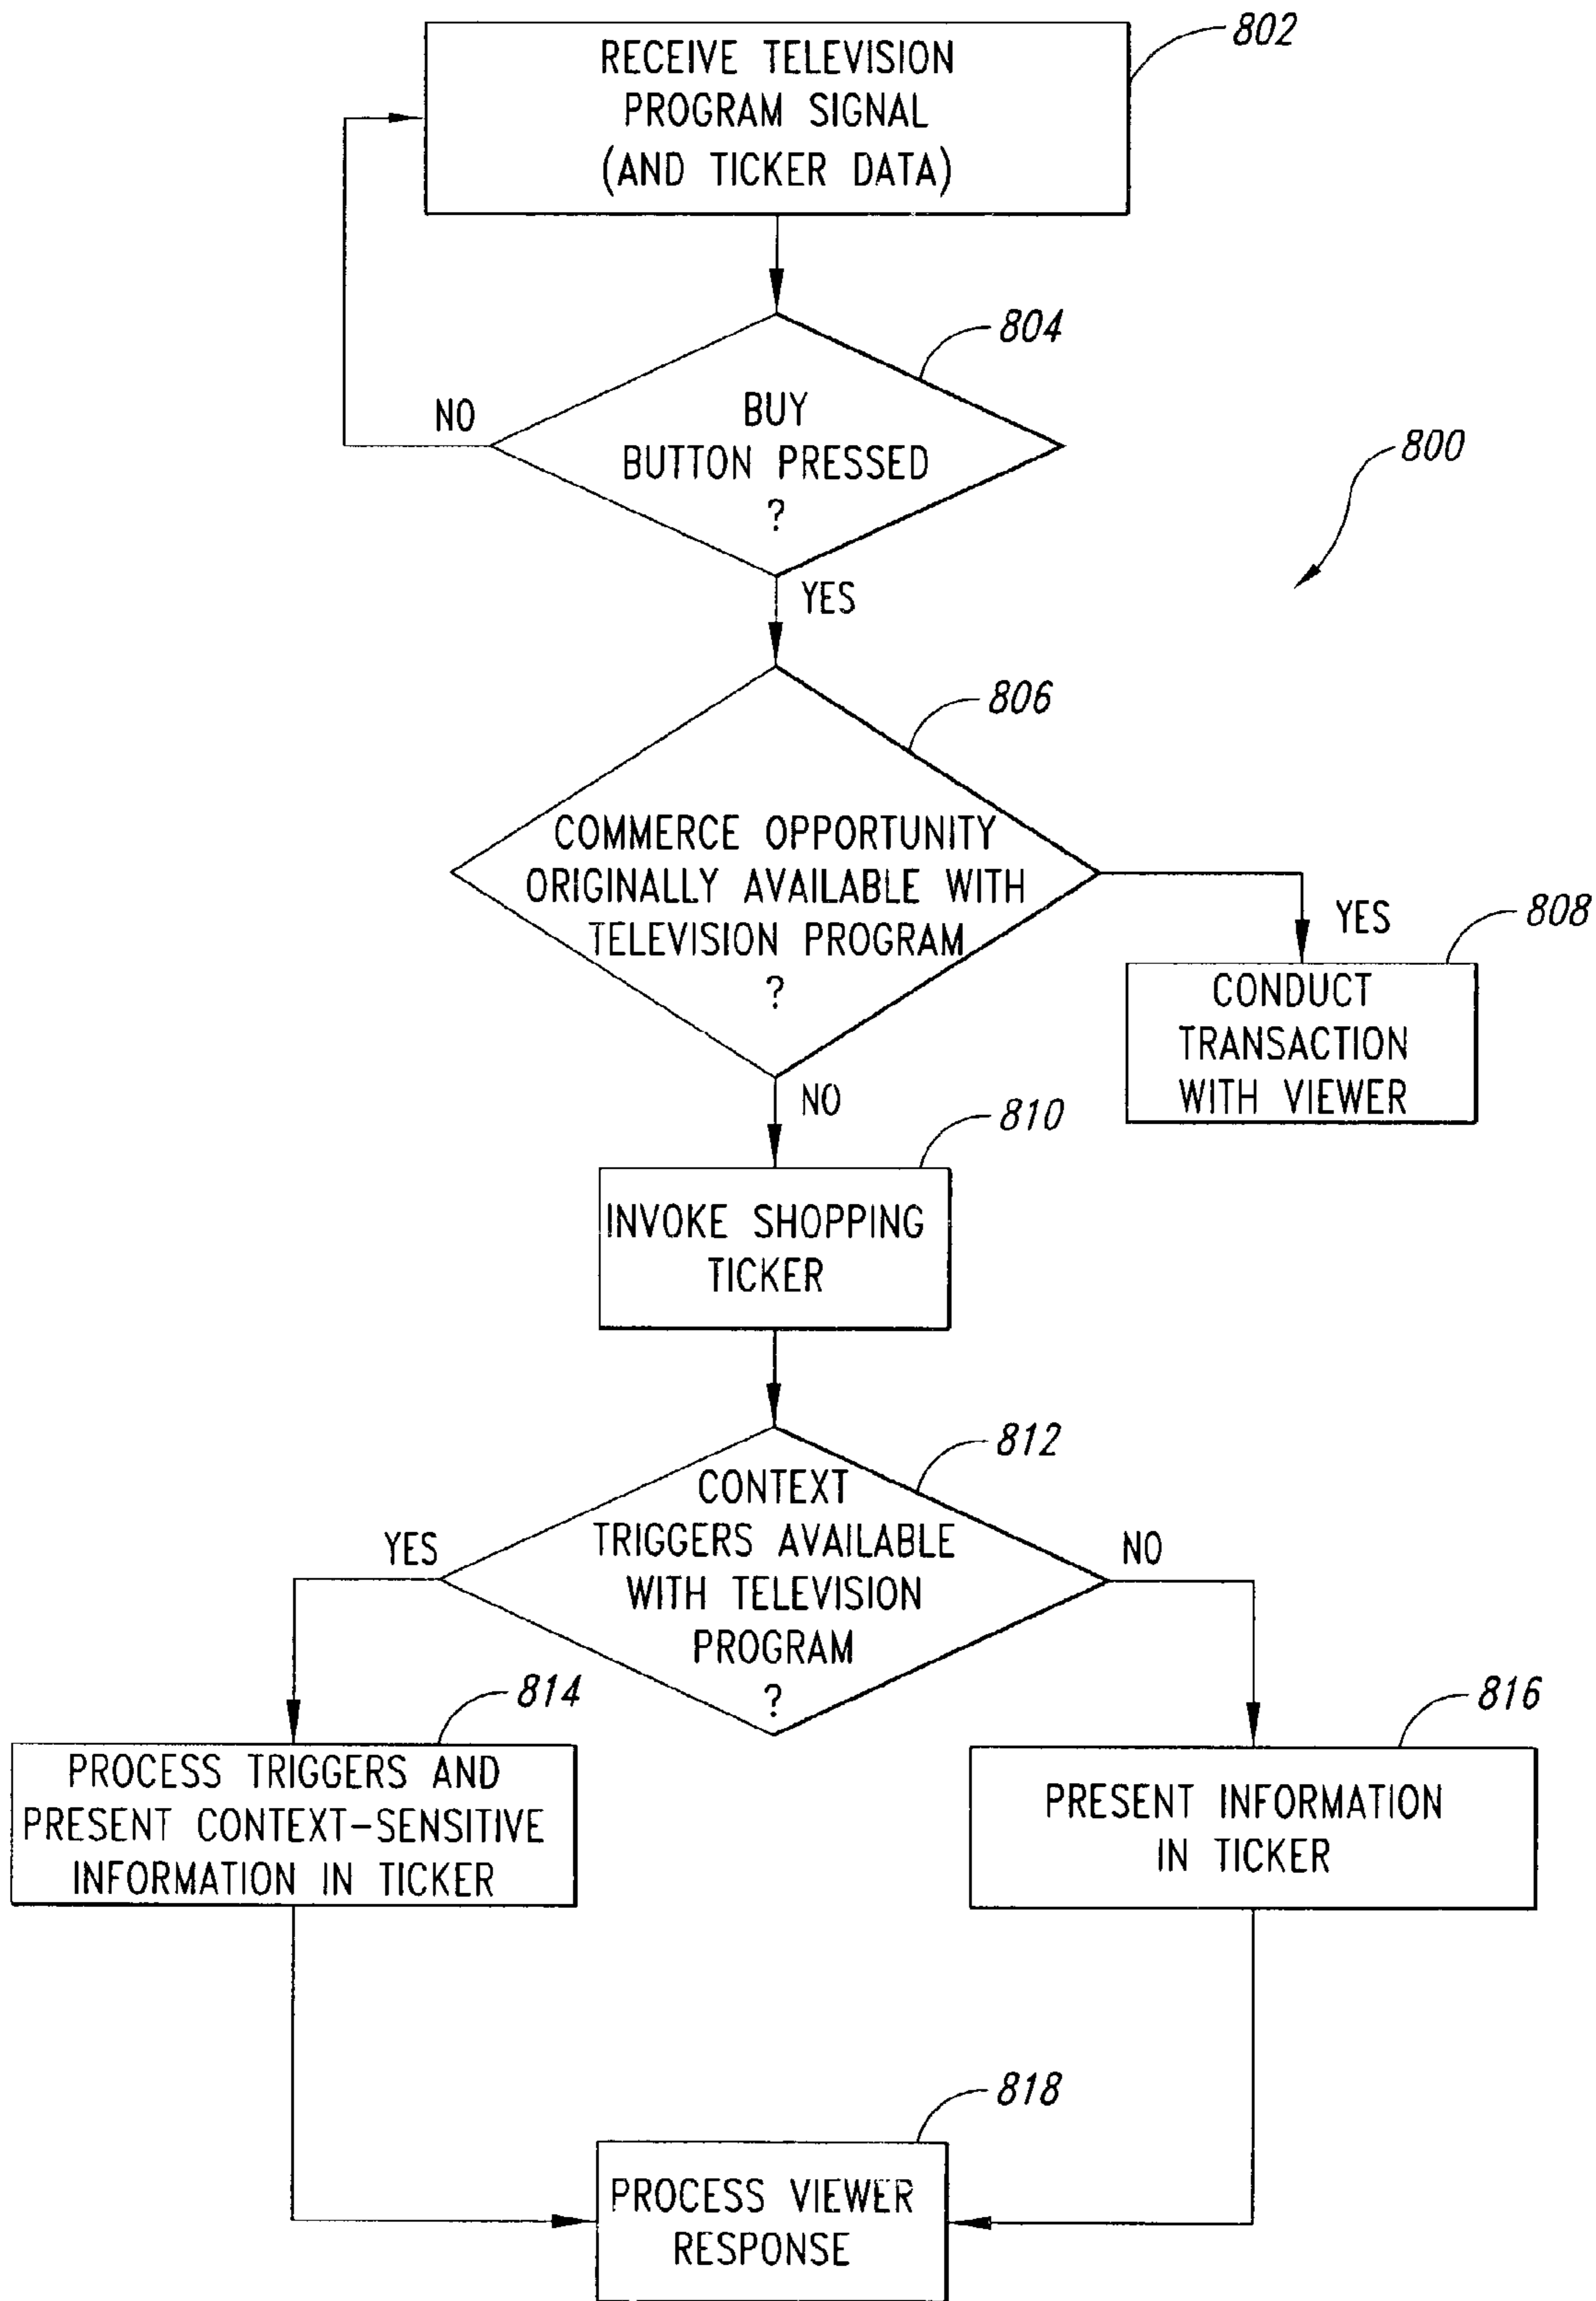 802
RECEIVE TELEVISION
PROGRAM SIGNAL
(AND TICKER DATA)
804
NO
BUY
BUTTON PRESSED
?
800
YES
806
COMMERCE OPPORTUNITY
ORIGINALLY AVAILABLE WITH
TELEVISION PROGRAM
?
YES
808
CONDUCT
TRANSACTION
WITH VIEWER
NO
810
INVOKE SHOPPING
TICKER
812
YES
CONTEXT
TRIGGERS AVAILABLE
WITH TELEVISION
PROGRAM
?
NO
814
PROCESS TRIGGERS AND
PRESENT CONTEXT-SENSITIVE
INFORMATION IN TICKER
816
PRESENT INFORMATION
IN TICKER
818
PROCESS VIEWER
RESPONSE